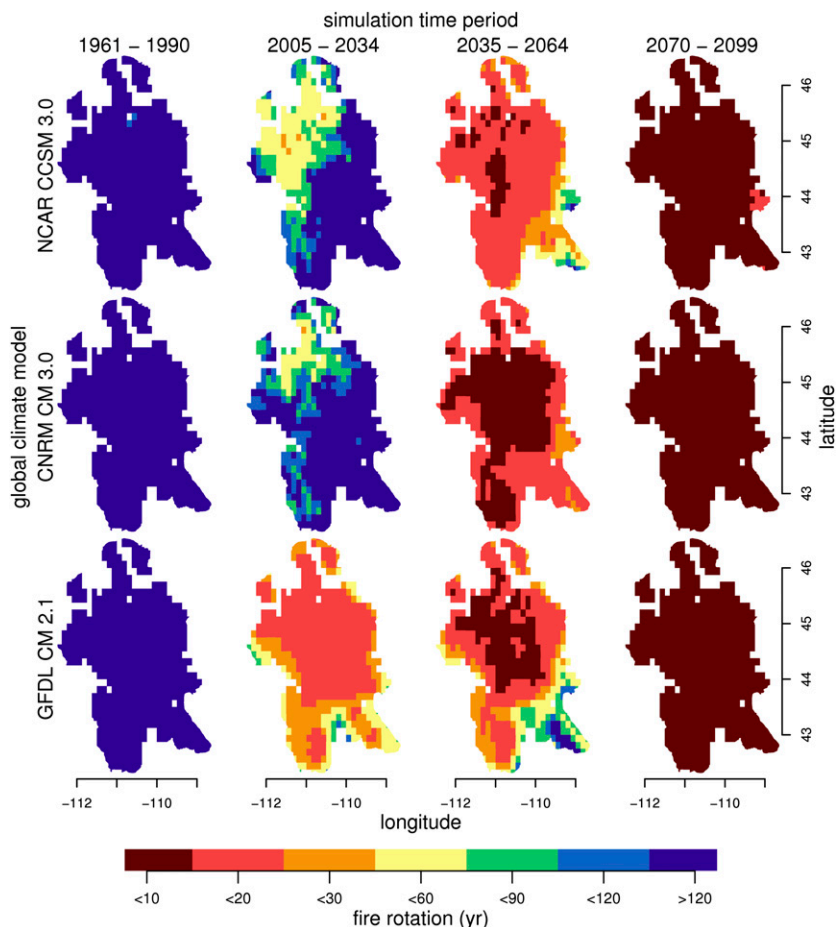 simulation time period
1961 – 1990 2005 – 2034 2035 – 2064 2070 – 2099
global climate model
NCAR CCSM 3.0
CNRM CM 3.0
GFDL CM 2.1
46
45
44
43
46
45
44
43
46
45
44
43
latitude
−112 −110 −112 −110 −112 −110 −112 −110
longitude
<10 <20 <30 <60 <90 <120 >120
fire rotation (yr)